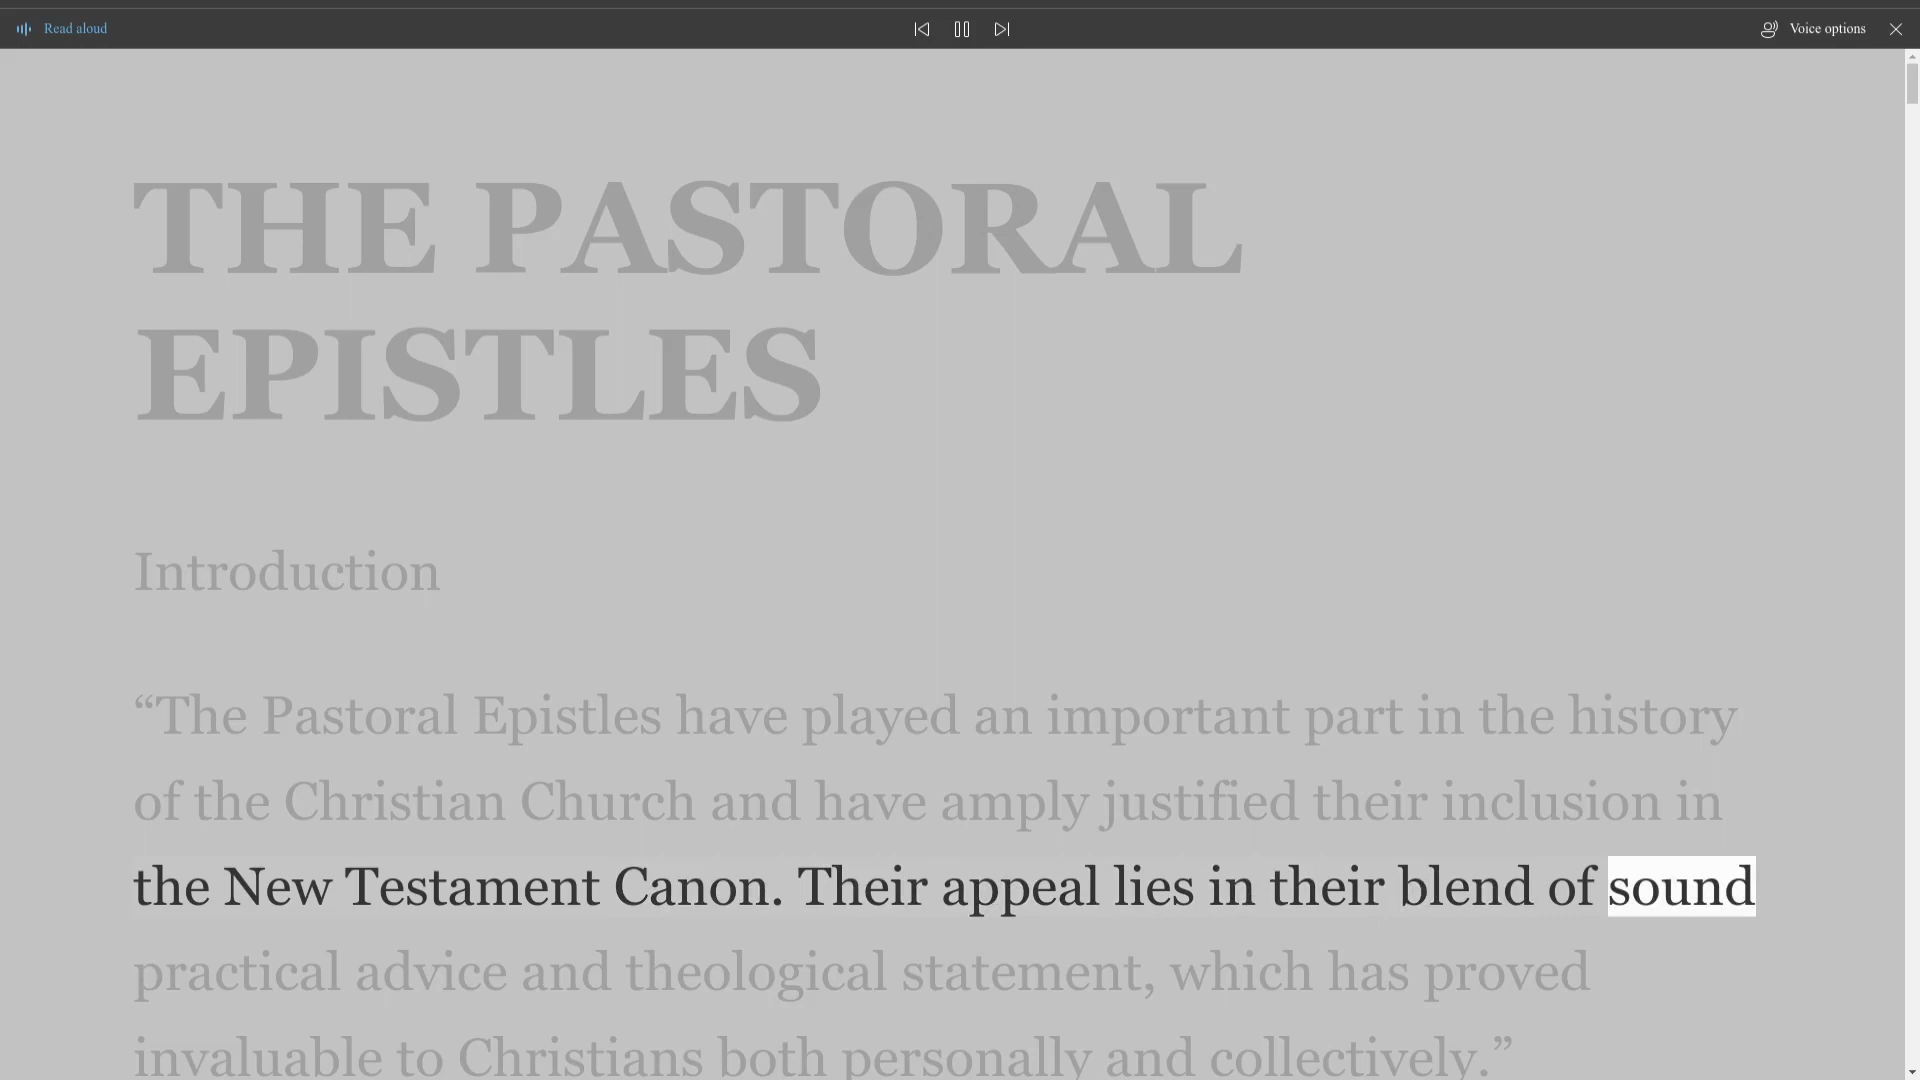 Read aloud
Voice options
THE PASTORAL
EPISTLES
Introduction
“The Pastoral Epistles have played an important part in the history
of the Christian Church and have amply justified their inclusion in
the New Testament Canon. Their appeal lies in their blend of sound
practical advice and theological statement, which has proved
invaluable to Christians both personally and collectively.”